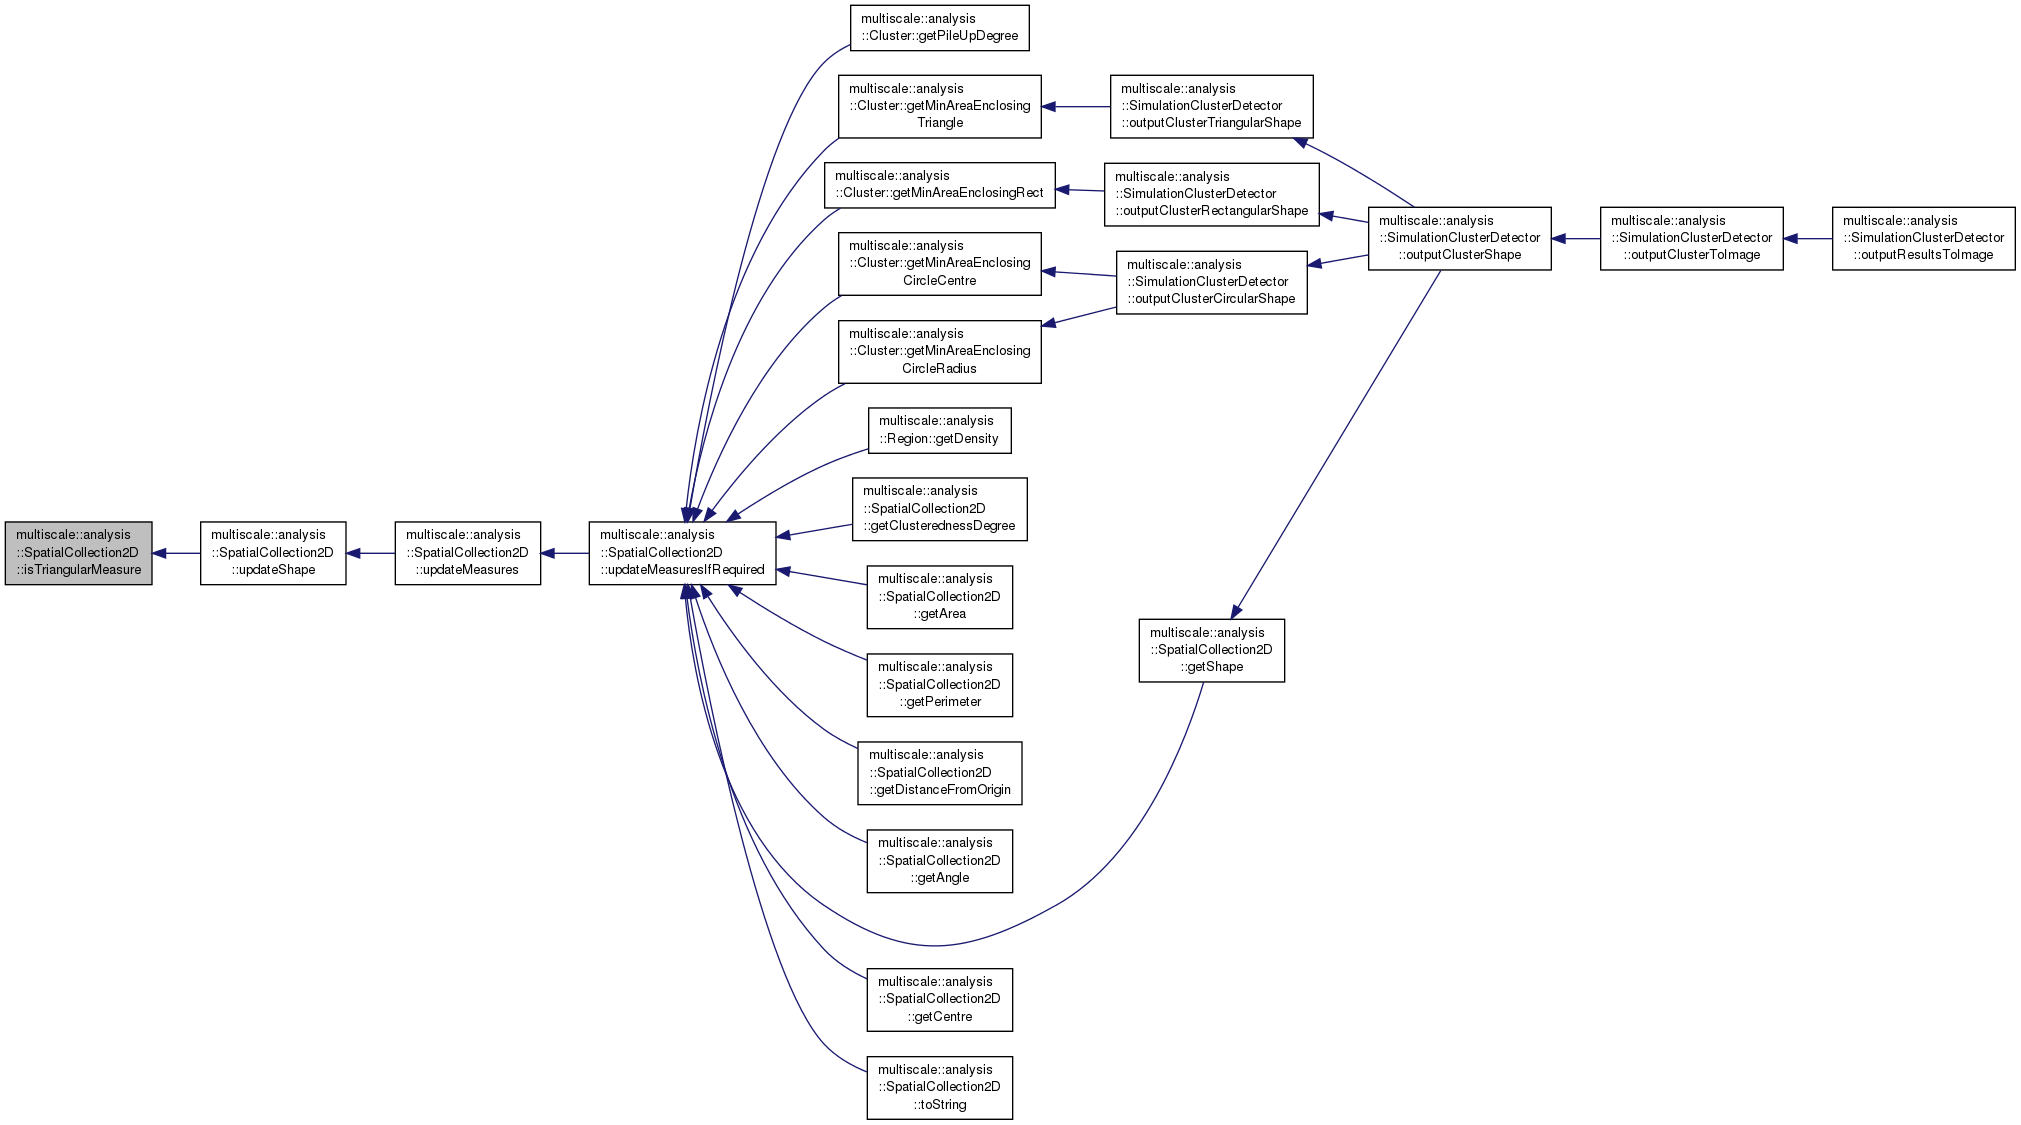 multiscale::analysis
::Cluster::getPileUpDegree
multiscale::analysis
::Cluster::getMinAreaEnclosing
Triangle
multiscale::analysis
::SimulationClusterDetector
::outputClusterTriangularShape
multiscale::analysis
::Cluster::getMinAreaEnclosingRect
multiscale::analysis
::SimulationClusterDetector
::outputClusterRectangularShape
multiscale::analysis
::Cluster::getMinAreaEnclosing
CircleCentre
multiscale::analysis
::SimulationClusterDetector
::outputClusterCircularShape
multiscale::analysis
::SimulationClusterDetector
::outputClusterShape
multiscale::analysis
::SimulationClusterDetector
::outputClusterToImage
multiscale::analysis
::SimulationClusterDetector
::outputResultsToImage
multiscale::analysis
::Cluster::getMinAreaEnclosing
CircleRadius
multiscale::analysis
::Region::getDensity
multiscale::analysis
::SpatialCollection2D
::getClusterednessDegree
multiscale::analysis
::SpatialCollection2D
::isTriangularMeasure
multiscale::analysis
::SpatialCollection2D
::updateShape
multiscale::analysis
::SpatialCollection2D
::updateMeasures
multiscale::analysis
::SpatialCollection2D
::updateMeasuresIfRequired
multiscale::analysis
::SpatialCollection2D
::getArea
multiscale::analysis
::SpatialCollection2D
::getShape
multiscale::analysis
::SpatialCollection2D
::getPerimeter
multiscale::analysis
::SpatialCollection2D
::getDistanceFromOrigin
multiscale::analysis
::SpatialCollection2D
::getAngle
multiscale::analysis
::SpatialCollection2D
::getCentre
multiscale::analysis
::SpatialCollection2D
::toString